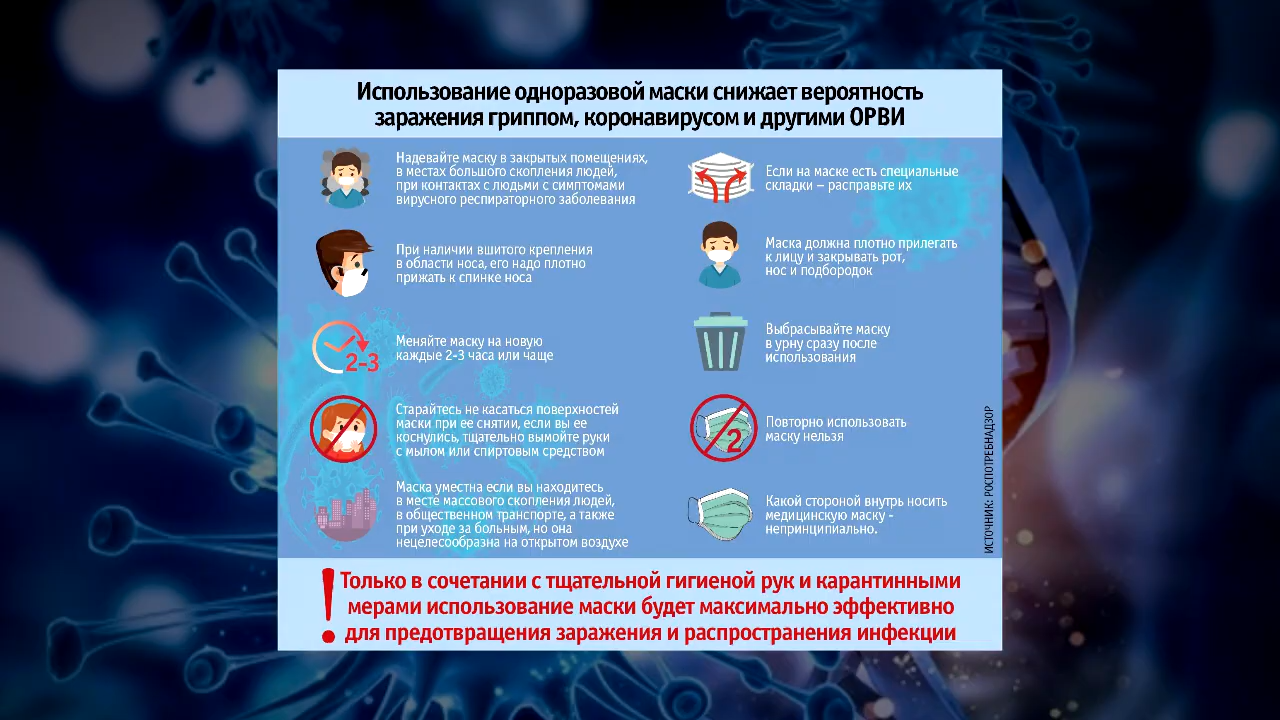 Использование одноразовой маски снижает вероятность
заражения гриппом, коронавирусом и другими ОРВИ
Надевайте маску в закрытых помещениях,
в местах большого скопления людей,
при контактах с людьми с симптомами
вирусного респираторного заболевания
При наличии вшитого крепления
в области носа, его надо плотно
прижать к спинке носа
2-3
Меняйте маску на новую
каждые 2-3 часа или чаще
Старайтесь не касаться поверхностей
маски при ее снятии, если вы ее
коснулись, тщательно вымойте руки
с мылом или спиртовым средством
Маска уместна если вы находитесь
в месте массового скопления людей,
в общественном транспорте, а также
при уходе за больным, но она
нецелесообразна на открытом воздухе
Если на маске есть специальные
складки – расправьте их
Маска должна плотно прилегать
к лицу и закрывать рот,
нос и подбородок
Выбрасывайте маску
в урну сразу после
использования
2
Повторно использовать
маску нельзя
Какой стороной внутрь носить
медицинскую маску -
непринципиально.
ИСТОЧНИК: РОСПОТРЕБНАДЗОР
! Только в сочетании с тщательной гигиеной рук и карантинными
мерами использование маски будет максимально эффективно
для предотвращения заражения и распространения инфекции